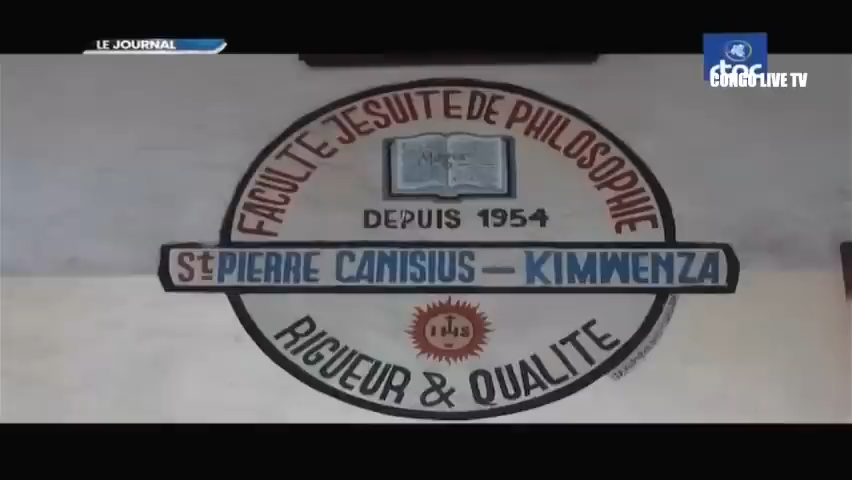 LE JOURNAL
CONGO LIVE TV
FACULTE JESUITE DE PHILOSOPHIE
DEPUIS 1954
St PIERRE CANISIUS - KIMWENZA
IHS
RIGUEUR & QUALITE